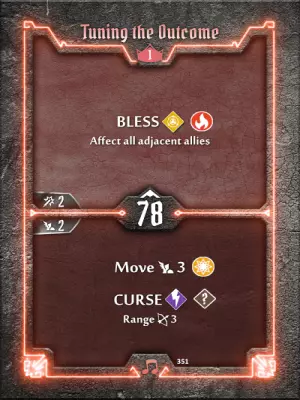 Tuning the Outcome
1
BLESS
Affect all adjacent allies
2
78
2
Move 3
CURSE ?
Range 3
351